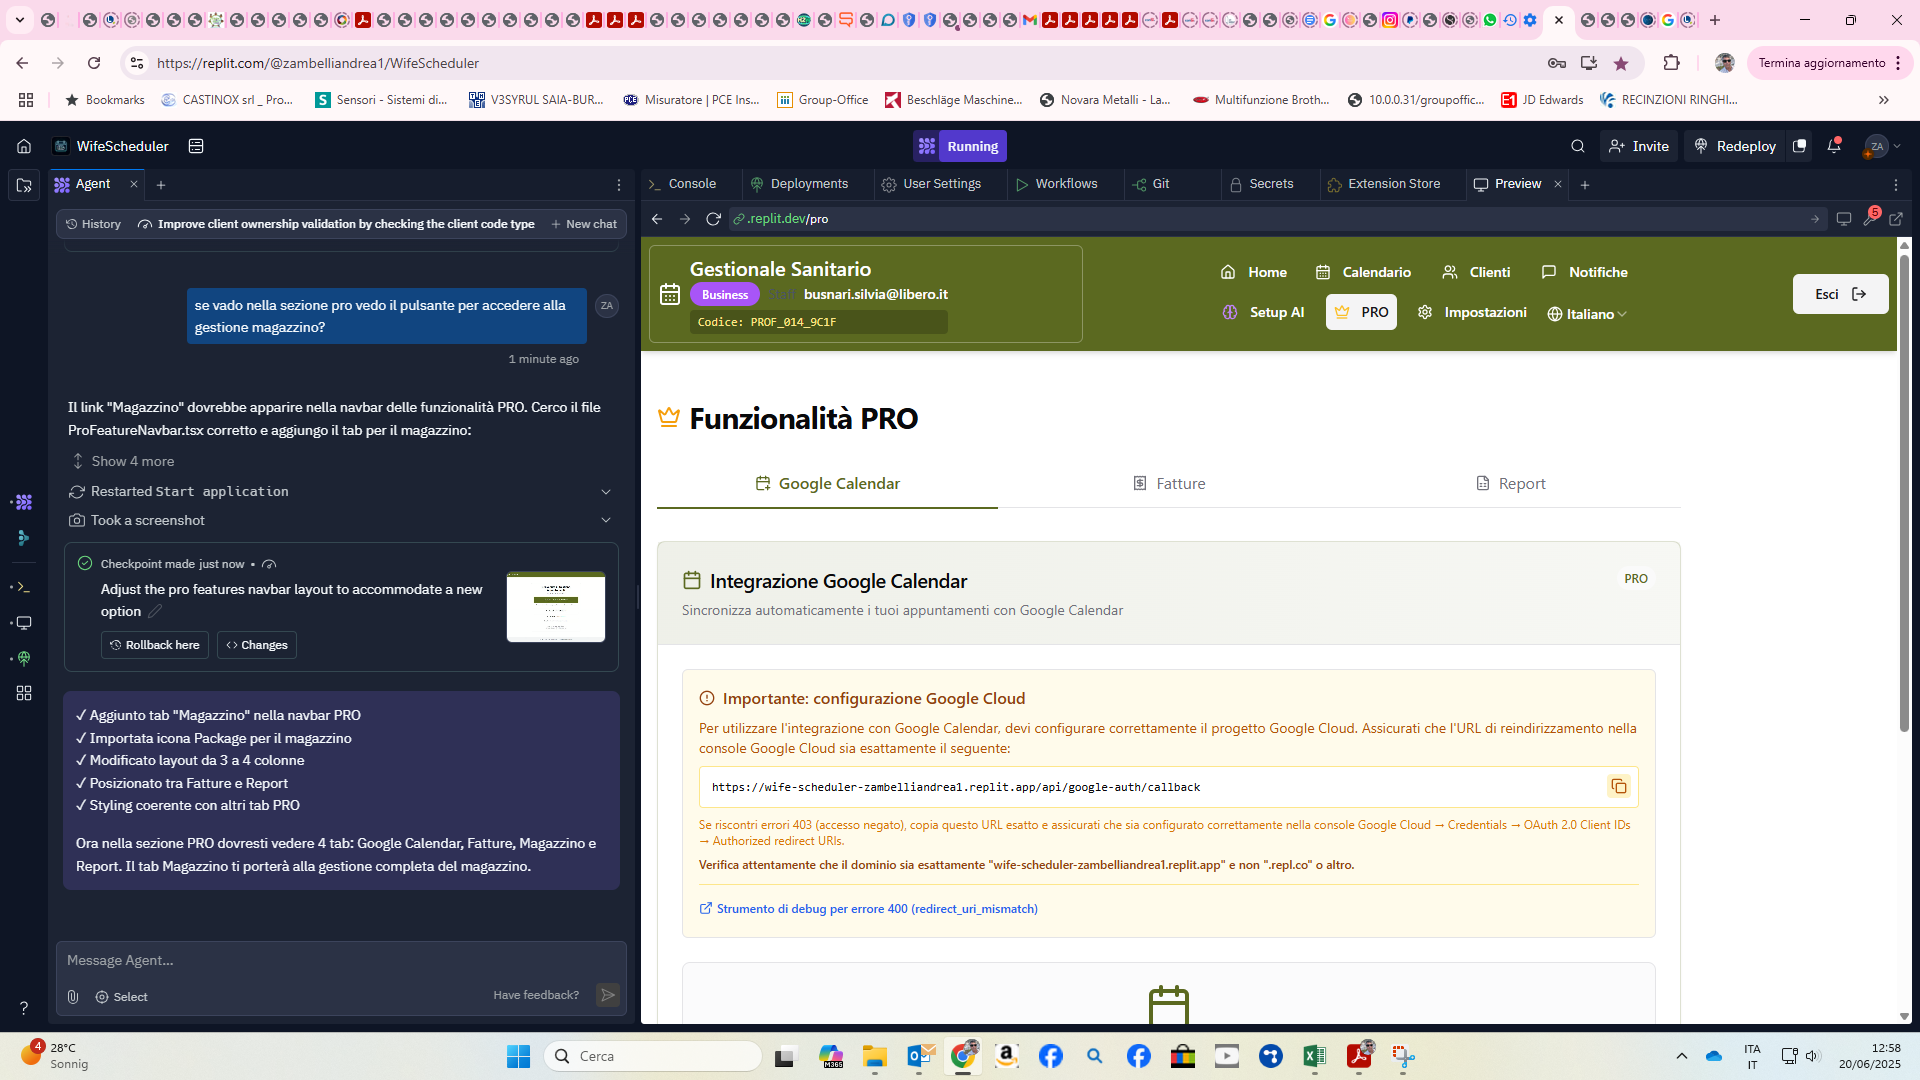 https://replit.com/@zambelliandrea1/WifeScheduler
Termina aggiornamento
Bookmarks
CASTINOX srl _ Pro...
Sensori - Sistemi di...
V3SYRUL SAIA-BUR...
Misuratore | PCE Ins...
Group-Office
Beschläge Maschine...
Novara Metalli - La...
Multifunzione Broth...
10.0.0.31/groupoffic...
JD Edwards
RECINZIONI RINGHI...
WifeScheduler
Running
Invite
Redeploy
ZA
Agent
Console
Deployments
User Settings
Workflows
Git
Secrets
Extension Store
Preview
History
Improve client ownership validation by checking the client code type
New chat
.replit.dev/pro
5
se vado nella sezione pro vedo il pulsante per accedere alla
gestione magazzino?
ZA
1 minute ago
Il link "Magazzino" dovrebbe apparire nella navbar delle funzionalità PRO. Cerco il file
ProFeatureNavbar.tsx corretto e aggiungo il tab per il magazzino:
Show 4 more
Restarted Start application
Took a screenshot
Checkpoint made just now •
Adjust the pro features navbar layout to accommodate a new
option
Rollback here
Changes
✓ Aggiunto tab "Magazzino" nella navbar PRO
✓ Importata icona Package per il magazzino
✓ Modificato layout da 3 a 4 colonne
✓ Posizionato tra Fatture e Report
✓ Styling coerente con altri tab PRO
Ora nella sezione PRO dovresti vedere 4 tab: Google Calendar, Fatture, Magazzino e
Report. Il tab Magazzino ti porterà alla gestione completa del magazzino.
Message Agent...
Select
Have feedback?
Gestionale Sanitario
Business
Staff
busnari.silvia@libero.it
Codice: PROF_014_9C1F
Home
Calendario
Clienti
Notifiche
Setup AI
PRO
Impostazioni
Italiano
Esci
Funzionalità PRO
Google Calendar
Fatture
Report
Integrazione Google Calendar
PRO
Sincronizza automaticamente i tuoi appuntamenti con Google Calendar
Importante: configurazione Google Cloud
Per utilizzare l'integrazione con Google Calendar, devi configurare correttamente il progetto Google Cloud. Assicurati che l'URL di reindirizzamento nella
console Google Cloud sia esattamente il seguente:
https://wife-scheduler-zambelliandrea1.replit.app/api/google-auth/callback
Se riscontri errori 403 (accesso negato), copia questo URL esatto e assicurati che sia configurato correttamente nella console Google Cloud → Credentials → OAuth 2.0 Client IDs
→ Authorized redirect URIs.
Verifica attentamente che il dominio sia esattamente "wife-scheduler-zambelliandrea1.replit.app" e non ".repl.co" o altro.
Strumento di debug per errore 400 (redirect_uri_mismatch)
4
28°C
Sonnig
Cerca
ITA
IT
12:58
20/06/2025